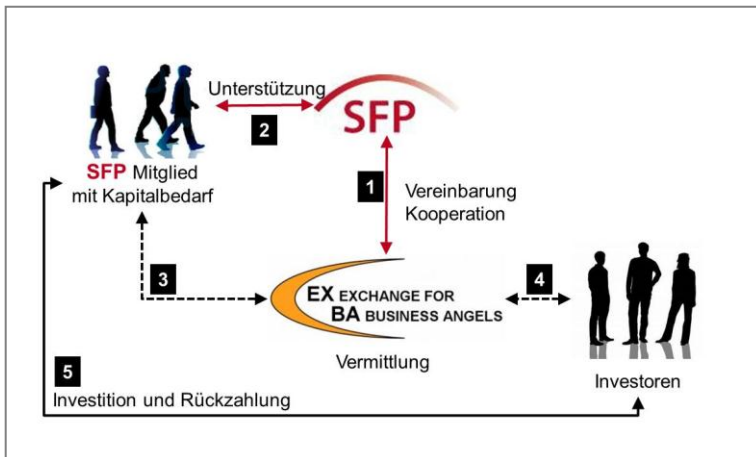 Unterstützung
2
SFP
SFP Mitglied
mit Kapitalbedarf
1
Vereinbarung
Kooperation
3
EX EXCHANGE FOR
BA BUSINESS ANGELS
4
Vermittlung
Investoren
5
Investition und Rückzahlung